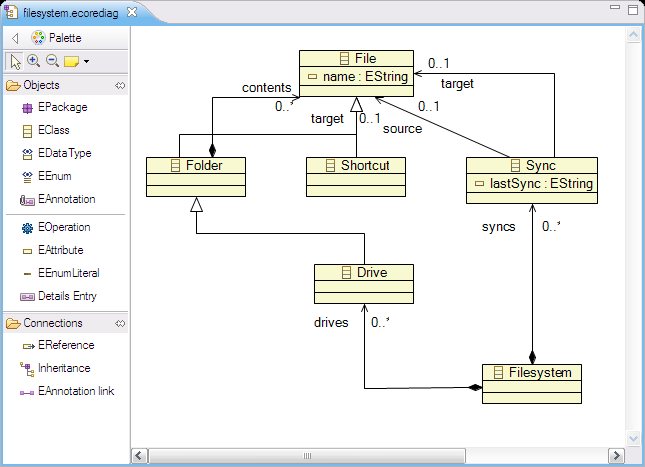 filesystem.ecorediag
Palette
Objects
EPackage
EClass
EDataType
EEnum
EAnnotation
EOperation
EAttribute
EEnumLiteral
Details Entry
Connections
EReference
Inheritance
EAnnotation link
File
name : EString
0..1
target
contents
0..*
target
0..1
0..1
source
Folder
Shortcut
Sync
lastSync : EString
syncs
0..*
Drive
drives
0..*
Filesystem